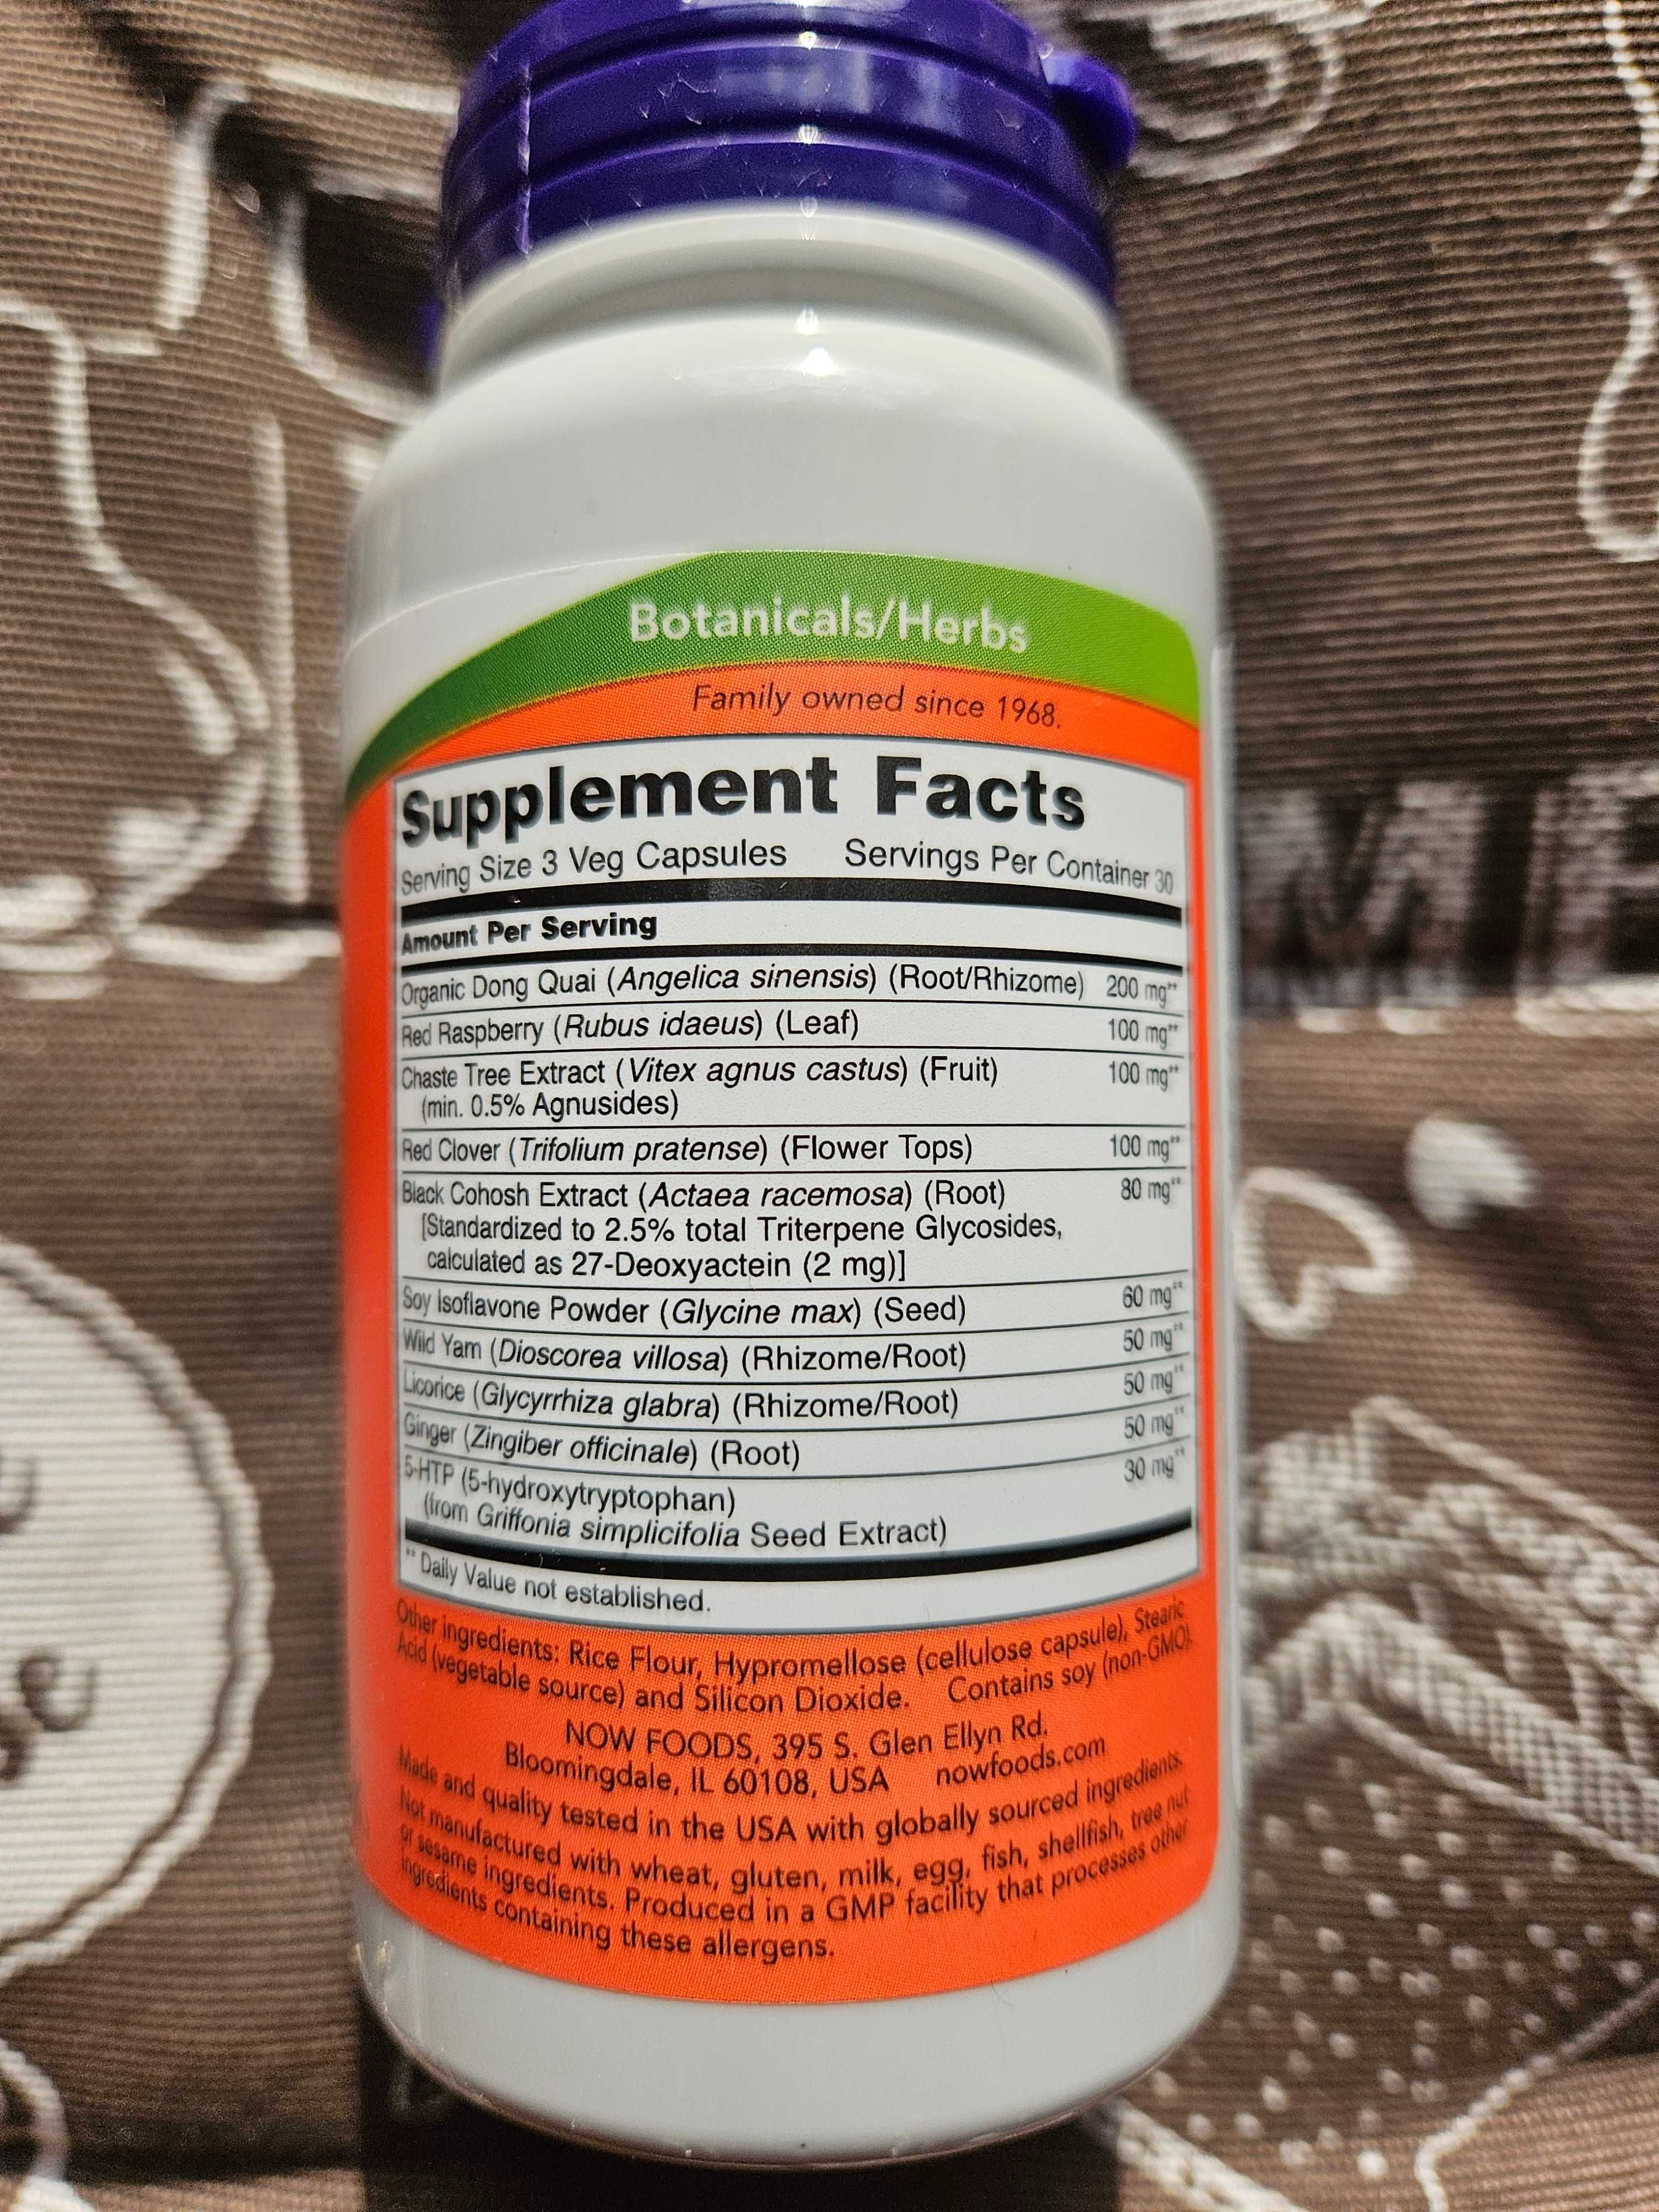 Botanicals/Herbs
Family owned since 1968.
Supplement Facts
Serving Size 3 Veg Capsules Servings Per Container 30
Amount Per Serving
Organic Dong Quai (Angelica sinensis) (Root/Rhizome) 200 mg**
Red Raspberry (Rubus idaeus) (Leaf) 100 mg**
Chaste Tree Extract (Vitex agnus castus) (Fruit) 100 mg**
(min. 0.5% Agnusides)
Red Clover (Trifolium pratense) (Flower Tops) 100 mg**
Black Cohosh Extract (Actaea racemosa) (Root) 80 mg**
[Standardized to 2.5% total Triterpene Glycosides,
calculated as 27-Deoxyactein (2 mg)]
Soy Isoflavone Powder (Glycine max) (Seed) 60 mg**
Wild Yam (Dioscorea villosa) (Rhizome/Root) 50 mg**
Licorice (Glycyrrhiza glabra) (Rhizome/Root) 50 mg**
Ginger (Zingiber officinale) (Root) 50 mg**
5-HTP (5-hydroxytryptophan) 30 mg**
(from Griffonia simplicifolia Seed Extract)
** Daily Value not established.
Other ingredients: Rice Flour, Hypromellose (cellulose capsule), Stearic
Acid (vegetable source) and Silicon Dioxide. Contains soy (non-GMO).
NOW FOODS, 395 S. Glen Ellyn Rd.
Bloomingdale, IL 60108, USA nowfoods.com
Made and quality tested in the USA with globally sourced ingredients.
Not manufactured with wheat, gluten, milk, egg, fish, shellfish, tree nut
or sesame ingredients. Produced in a GMP facility that processes other
ingredients containing these allergens.